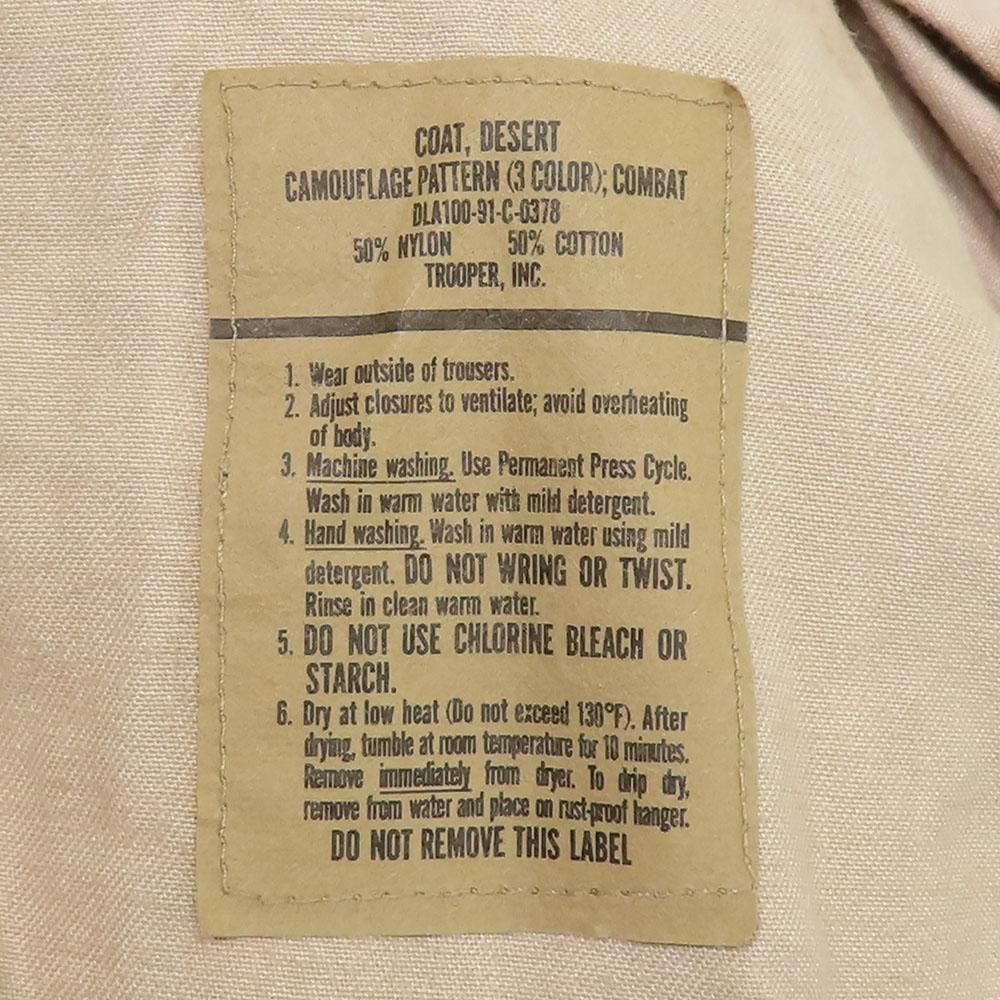 COAT, DESERT
CAMOUFLAGE PATTERN (3 COLOR); COMBAT
DLA100-91-C-0378
50% NYLON 50% COTTON
TROOPER, INC.
1. Wear outside of trousers.
2. Adjust closures to ventilate; avoid overheating
of body.
3. Machine washing. Use Permanent Press Cycle.
Wash in warm water with mild detergent.
4. Hand washing. Wash in warm water using mild
detergent. DO NOT WRING OR TWIST.
Rinse in clean warm water.
5. DO NOT USE CHLORINE BLEACH OR
STARCH.
6. Dry at low heat (Do not exceed 130°F). After
drying, tumble at room temperature for 10 minutes.
Remove immediately from dryer. To drip dry,
remove from water and place on rust-proof hanger.
DO NOT REMOVE THIS LABEL